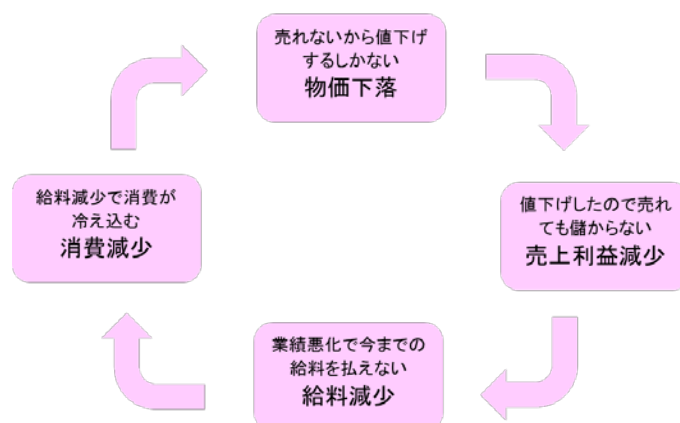 売れないから値下げ
するしかない
物価下落
値下げしたので売れ
ても儲からない
売上利益減少
業績悪化で今までの
給料を払えない
給料減少
給料減少で消費が
冷え込む
消費減少